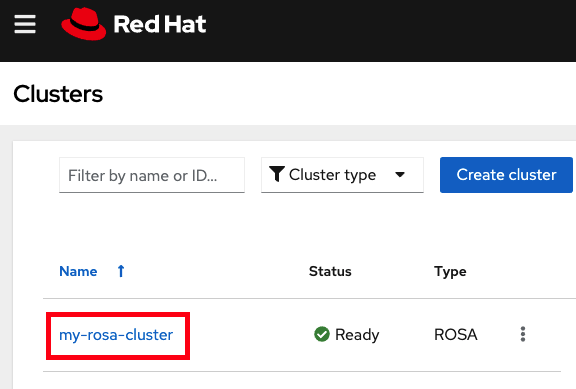 Red Hat
Clusters
Filter by name or ID...
Cluster type
Create cluster
Name
Status
Type
my-rosa-cluster
Ready
ROSA